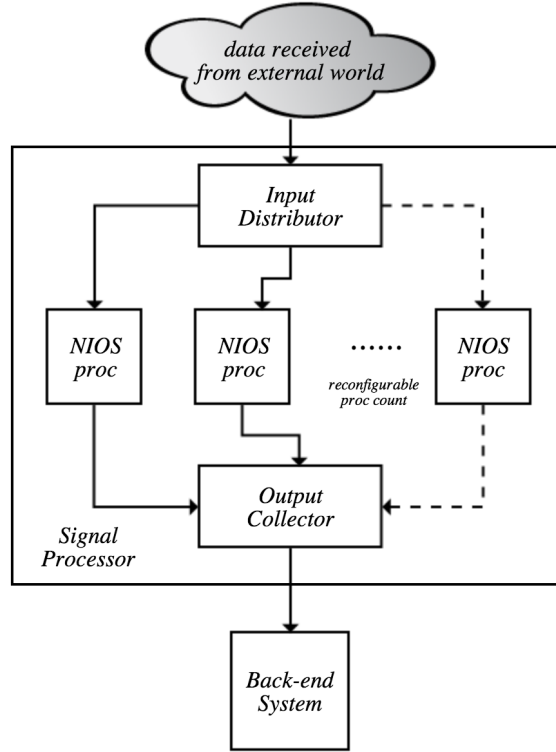 data received
from external world
Input
Distributor
NIOS
proc
NIOS
proc
......
reconfigurable
proc count
NIOS
proc
Output
Collector
Signal
Processor
Back-end
System